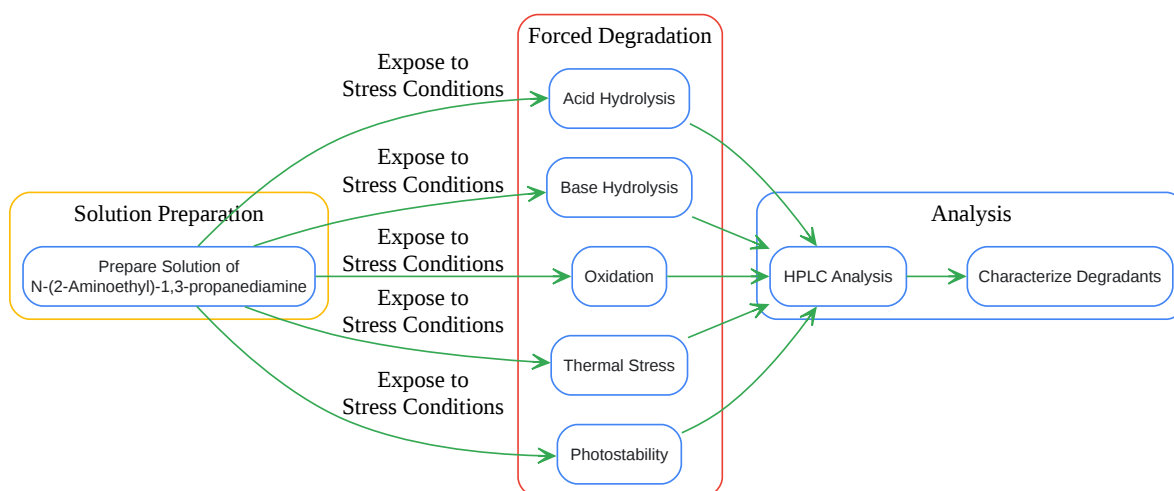 Forced Degradation
Expose to
Stress Conditions
Acid Hydrolysis
Expose to
Stress Conditions
Base Hydrolysis
Solution Preparation
Analysis
Prepare Solution of
N-(2-Aminoethyl)-1,3-propanediamine
Expose to
Stress Conditions
Oxidation
HPLC Analysis
Characterize Degradants
Expose to
Stress Conditions
Thermal Stress
Expose to
Stress Conditions
Photostability